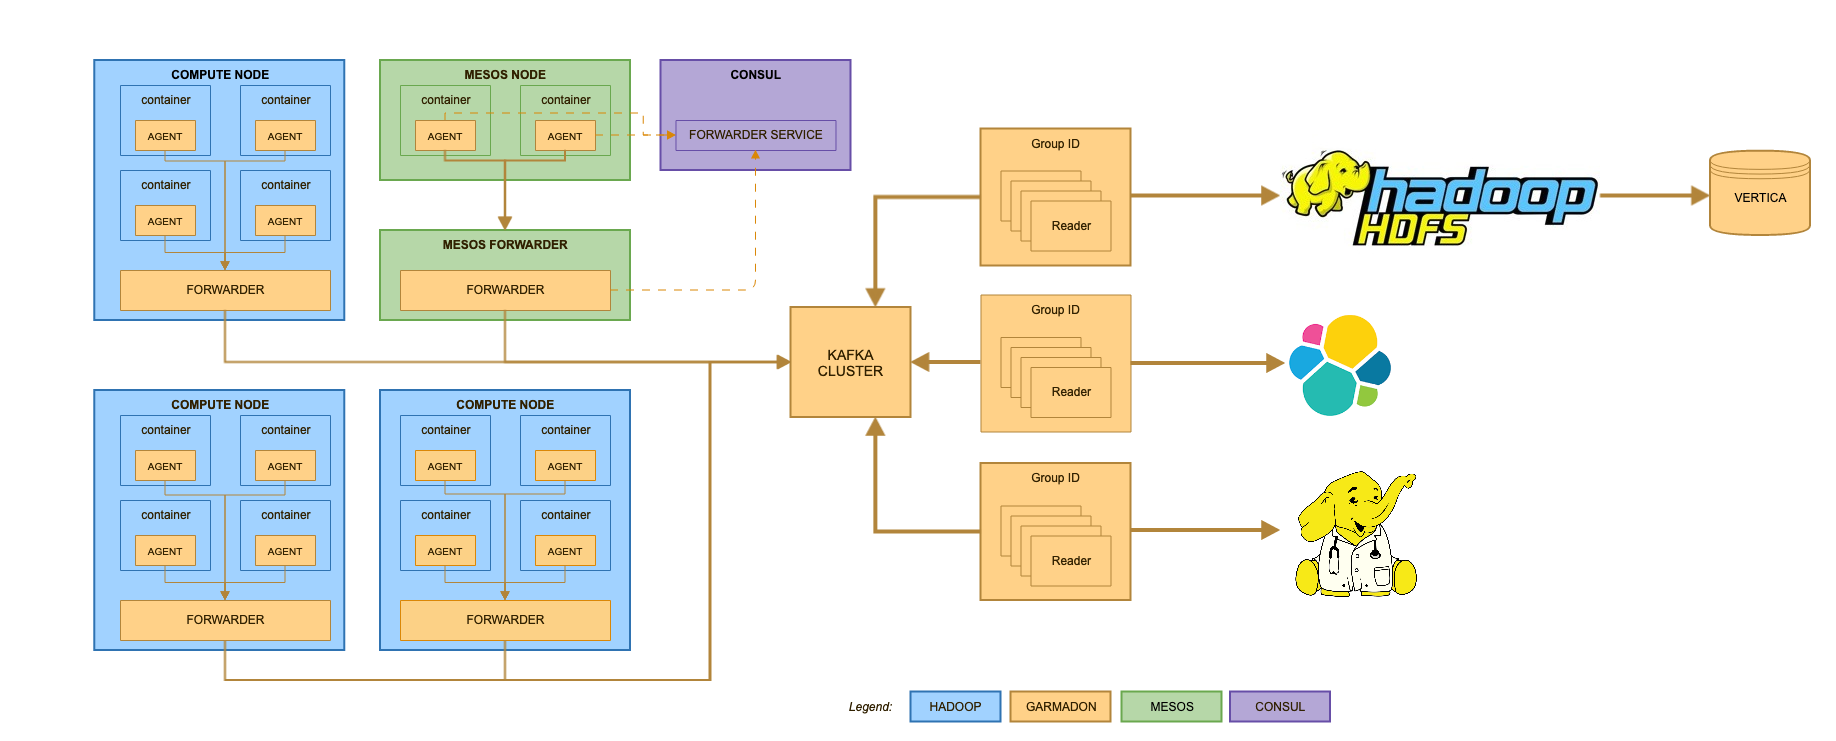 COMPUTE NODE
container
container
AGENT
AGENT
container
container
AGENT
AGENT
FORWARDER
MESOS NODE
container
container
AGENT
AGENT
MESOS FORWARDER
FORWARDER
CONSUL
FORWARDER SERVICE
COMPUTE NODE
container
container
AGENT
AGENT
container
container
AGENT
AGENT
FORWARDER
COMPUTE NODE
container
container
AGENT
AGENT
container
container
AGENT
AGENT
FORWARDER
KAFKA
CLUSTER
Group ID
Reader
Group ID
Reader
Group ID
Reader
hadoop
HDFS
VERTICA
Legend:
HADOOP
GARMADON
MESOS
CONSUL